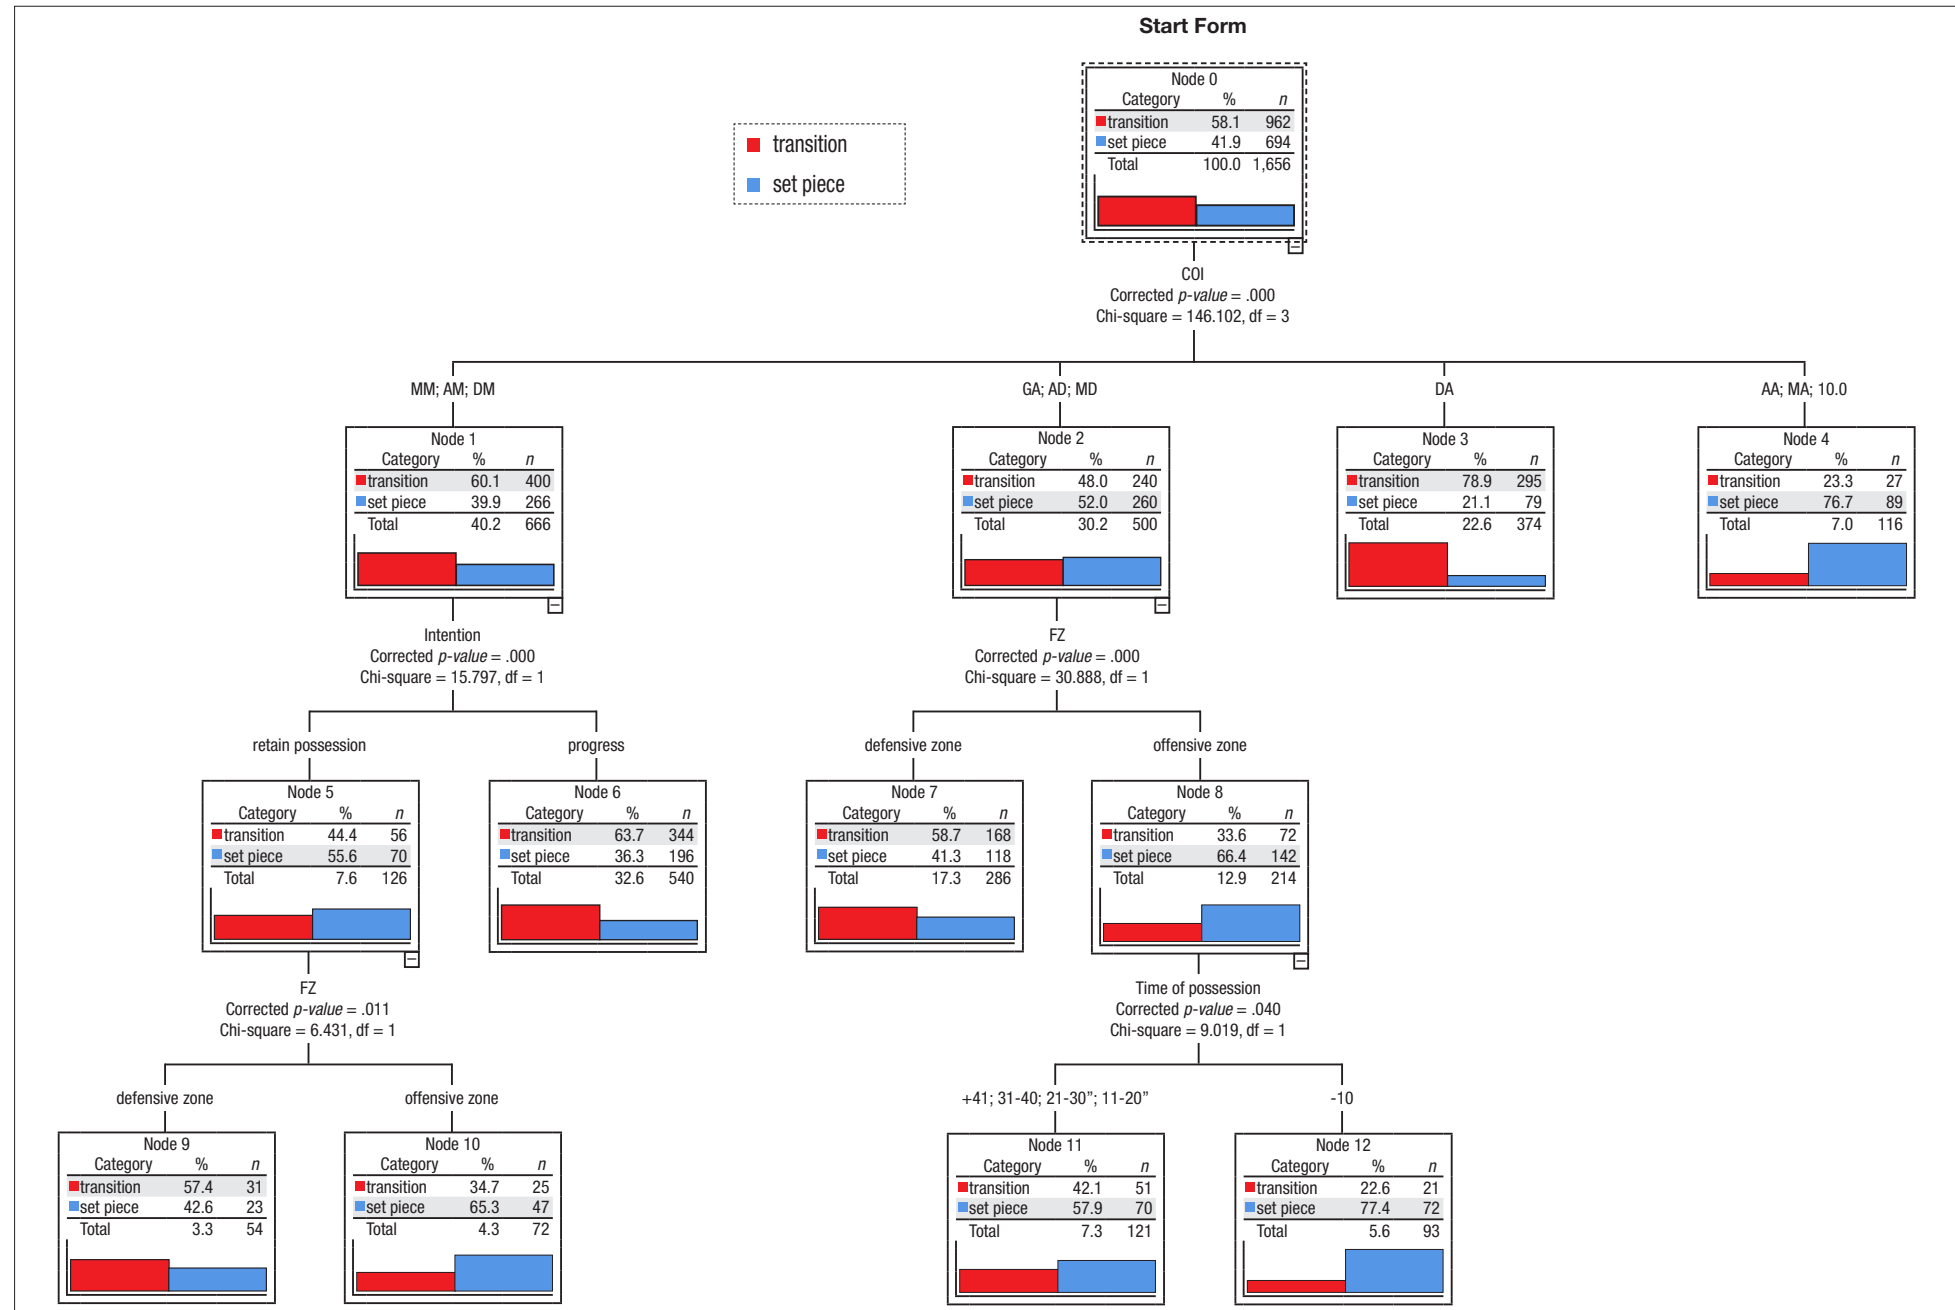 Start Form
transition
set piece
Node 0
Category % n
transition 58.1 962
set piece 41.9 694
Total 100.0 1,656
COI
Corrected p-value = .000
Chi-square = 146.102, df = 3
MM; AM; DM
GA; AD; MD
DA
AA; MA; 10.0
Node 1
Category % n
transition 60.1 400
set piece 39.9 266
Total 40.2 666
Node 2
Category % n
transition 48.0 240
set piece 52.0 260
Total 30.2 500
Node 3
Category % n
transition 78.9 295
set piece 21.1 79
Total 22.6 374
Node 4
Category % n
transition 23.3 27
set piece 76.7 89
Total 7.0 116
Intention
Corrected p-value = .000
Chi-square = 15.797, df = 1
FZ
Corrected p-value = .000
Chi-square = 30.888, df = 1
retain possession
progress
defensive zone
offensive zone
Node 5
Category % n
transition 44.4 56
set piece 55.6 70
Total 7.6 126
Node 6
Category % n
transition 63.7 344
set piece 36.3 196
Total 32.6 540
Node 7
Category % n
transition 58.7 168
set piece 41.3 118
Total 17.3 286
Node 8
Category % n
transition 33.6 72
set piece 66.4 142
Total 12.9 214
FZ
Corrected p-value = .011
Chi-square = 6.431, df = 1
Time of possession
Corrected p-value = .040
Chi-square = 9.019, df = 1
defensive zone
offensive zone
+41; 31-40; 21-30”; 11-20”
-10
Node 9
Category % n
transition 57.4 31
set piece 42.6 23
Total 3.3 54
Node 10
Category % n
transition 34.7 25
set piece 65.3 47
Total 4.3 72
Node 11
Category % n
transition 42.1 51
set piece 57.9 70
Total 7.3 121
Node 12
Category % n
transition 22.6 21
set piece 77.4 72
Total 5.6 93